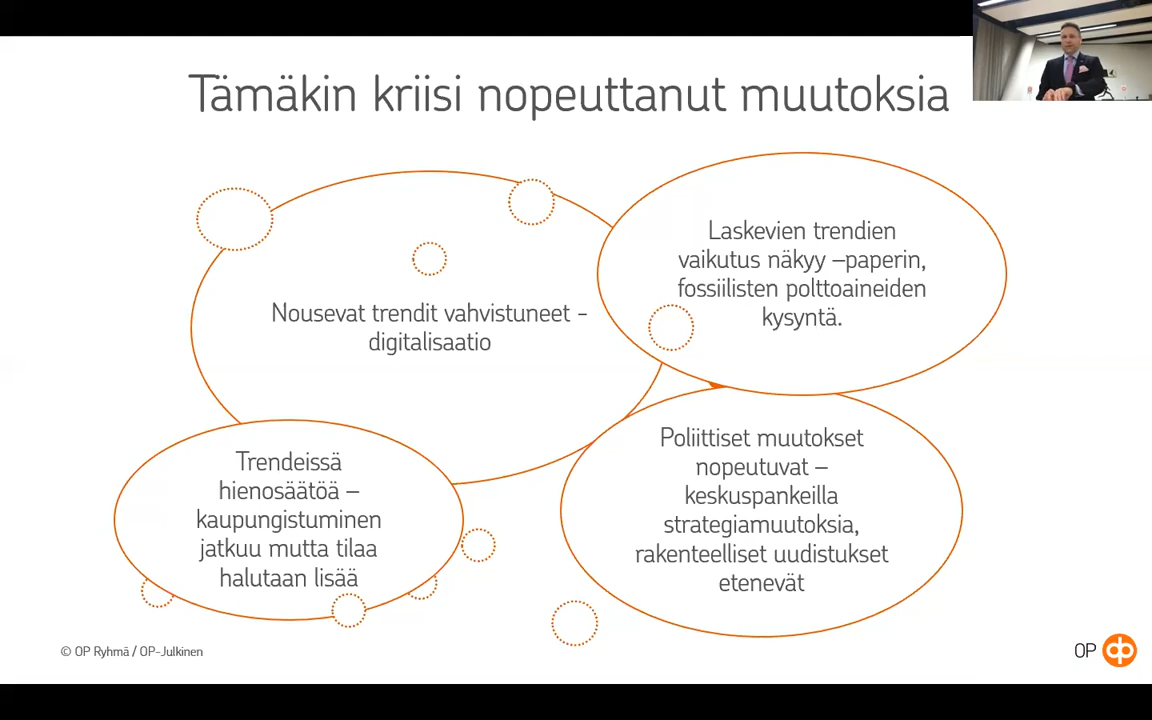 Tämäkin kriisi nopeuttanut muutoksia
Nousevat trendit vahvistuneet -
digitalisaatio
Laskevien trendien
vaikutus näkyy –paperin,
fossiilisten polttoaineiden
kysyntä.
Trendeissä
hienosäätöä –
kaupungistuminen
jatkuu mutta tilaa
halutaan lisää
Poliittiset muutokset
nopeutuvat –
keskuspankeilla
strategiamuutoksia,
rakenteelliset uudistukset
etenevät
© OP Ryhmä / OP-Julkinen
OP